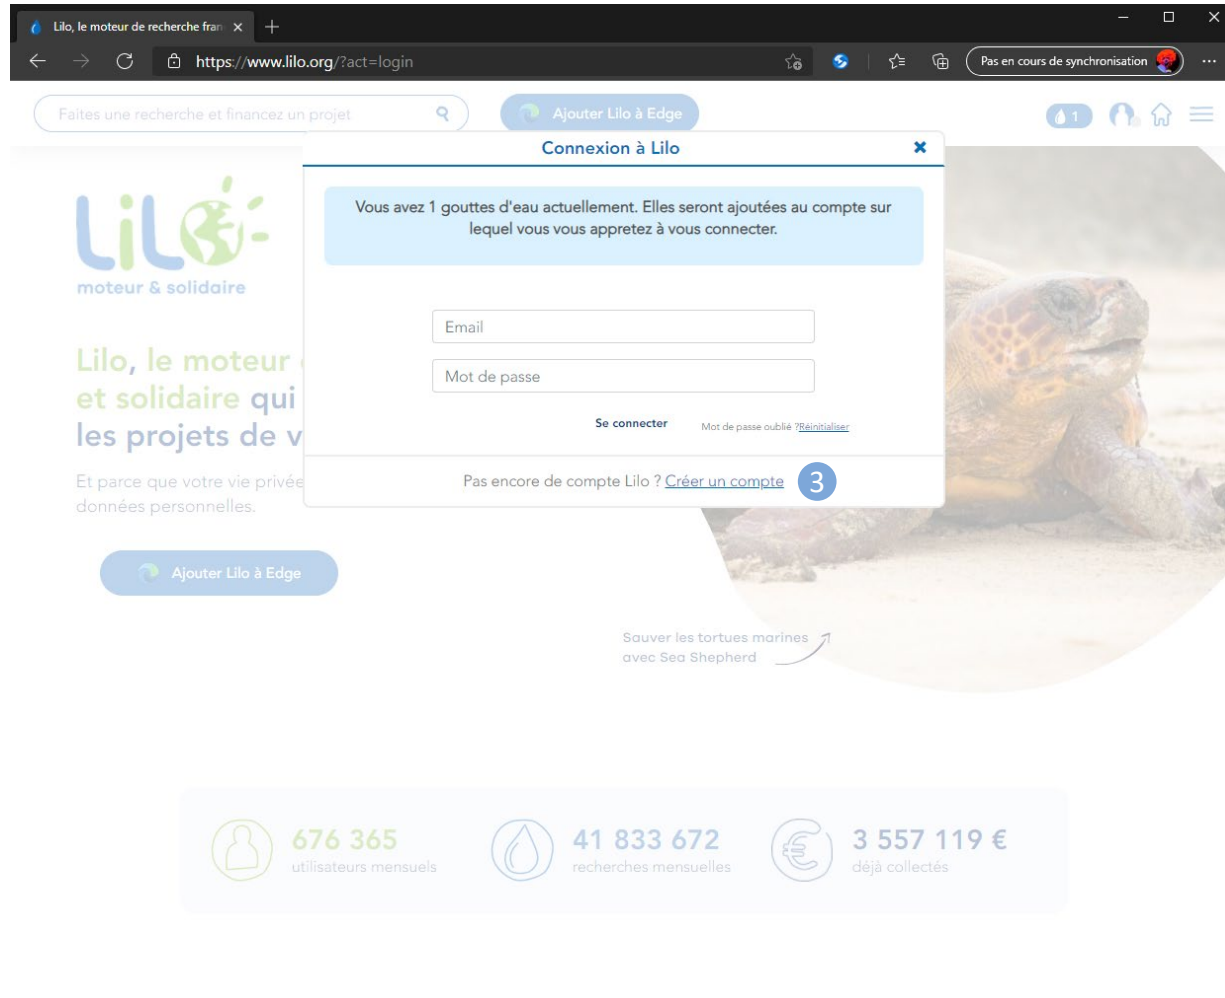 Lilo, le moteur de recherche fran
https://www.lilo.org/?act=login
Pas en cours de synchronisation
Faites une recherche et financez un projet
Ajouter Lilo à Edge
1
Connexion à Lilo
Vous avez 1 gouttes d'eau actuellement. Elles seront ajoutées au compte sur
lequel vous vous appretez à vous connecter.
LiLO
moteur & solidaire
Email
Lilo, le moteur
et solidaire qui
les projets de v
Mot de passe
Se connecter
Mot de passe oublié ?Réinitialiser
Et parce que votre vie privée
données personnelles.
Pas encore de compte Lilo ? Créer un compte
3
Ajouter Lilo à Edge
Sauver les tortues marines
avec Sea Shepherd
676 365
utilisateurs mensuels
41 833 672
recherches mensuelles
3 557 119 €
déjà collectés